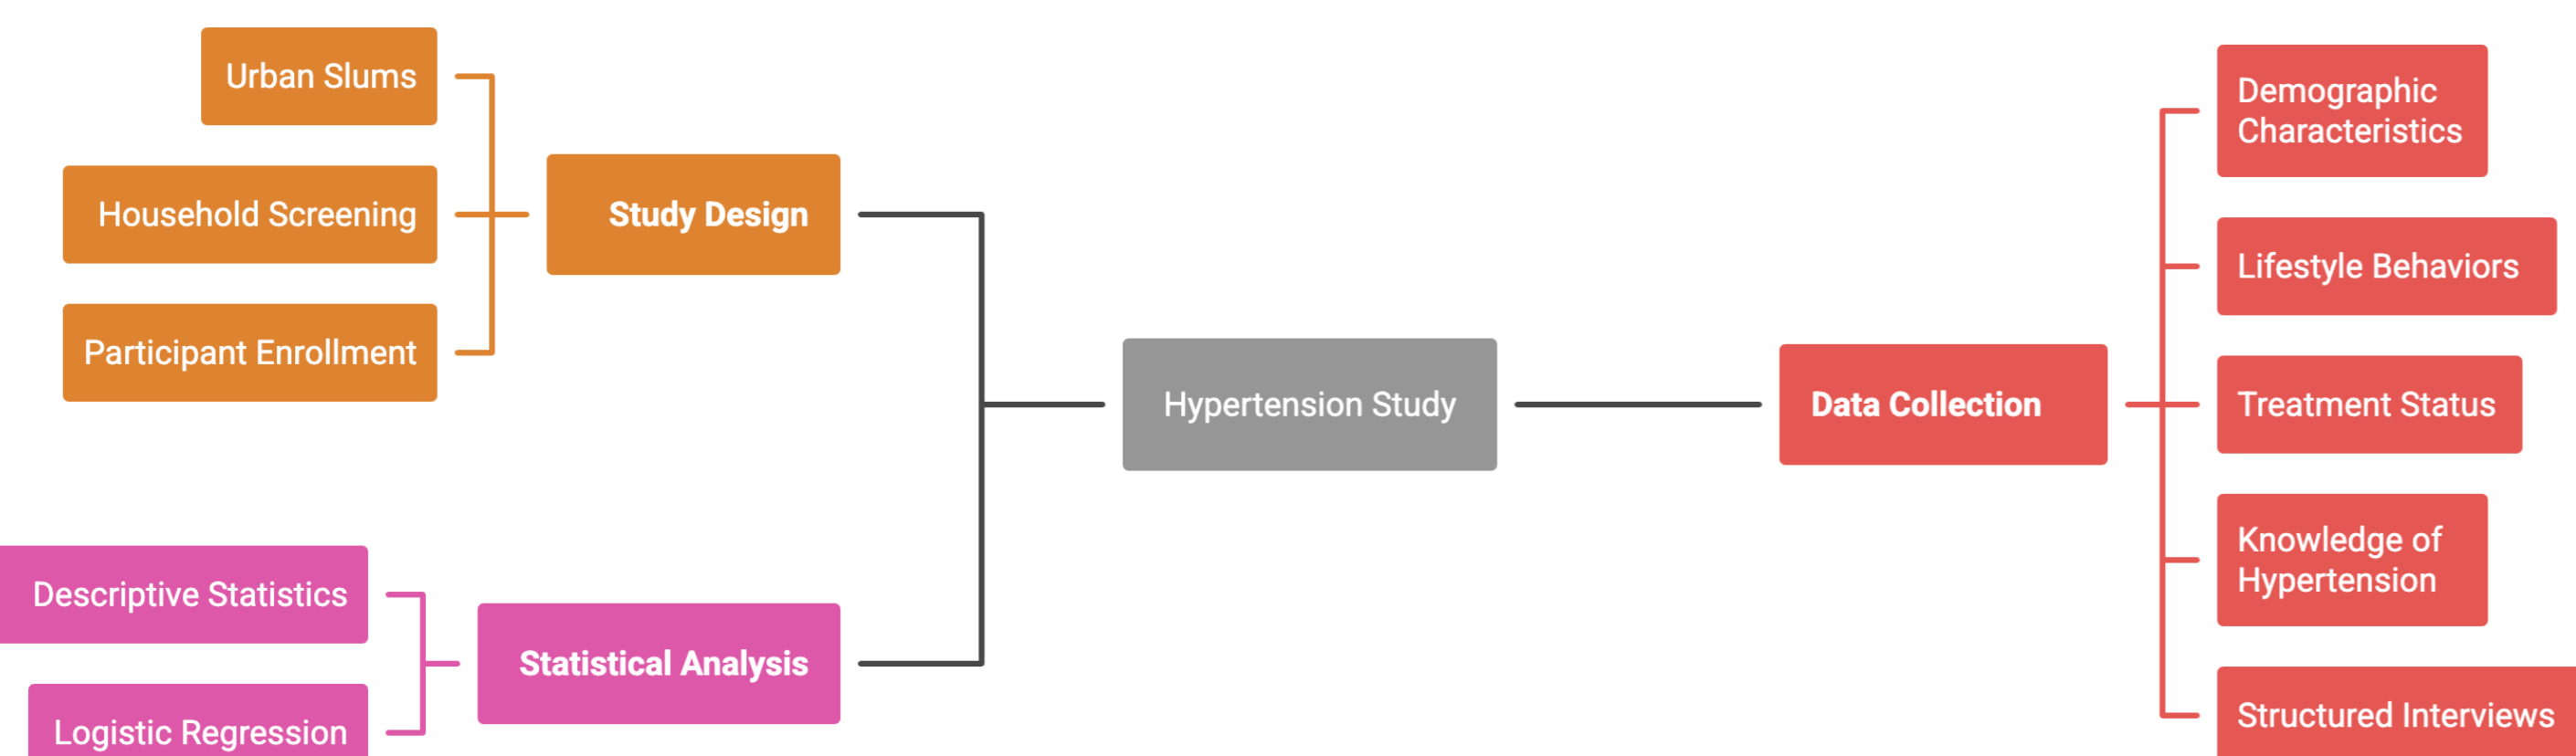 Urban Slums
Household Screening
Participant Enrollment
Study Design
Descriptive Statistics
Logistic Regression
Statistical Analysis
Hypertension Study
Data Collection
Demographic
Characteristics
Lifestyle Behaviors
Treatment Status
Knowledge of
Hypertension
Structured Interviews